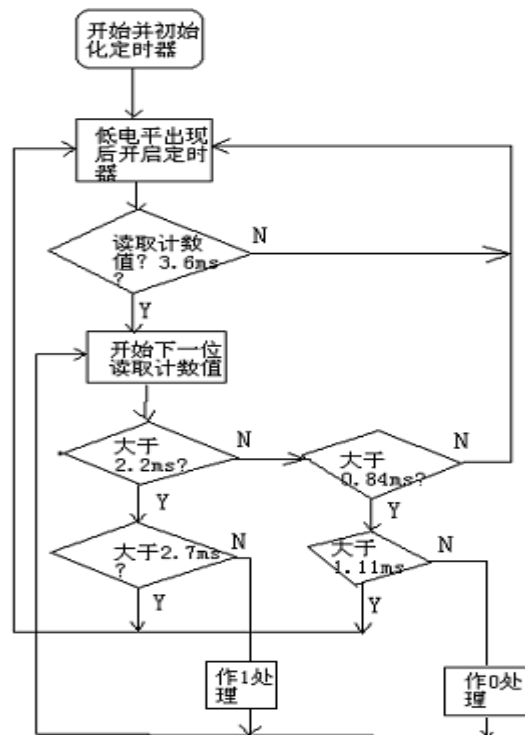 开始并初始
化定时器
低电平出现
后开启定时
器
读取计数
值? 3.6ms
?
N
Y
开始下一位
读取计数值
大于
2.2ms?
N
大于
0.84ms?
N
Y
Y
大于2.7ms
?
N
大于
1.11ms
N
Y
Y
作1处
理
作0处
理